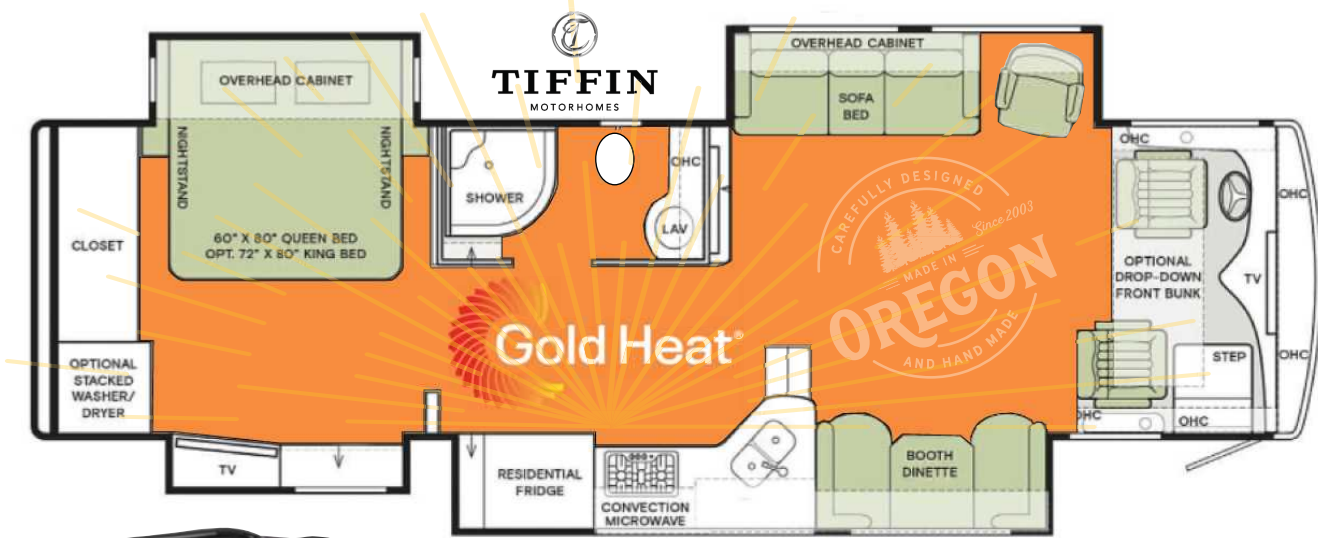 TIFFIN
MOTORHOMES
OVERHEAD CABINET
NIGHTSTAND
NIGHTSTAND
60" X 80" QUEEN BED
OPT. 72" X 80" KING BED
CLOSET
OPTIONAL
STACKED
WASHER/
DRYER
TV
SHOWER
OHC
LAV
Gold Heat®
RESIDENTIAL
FRIDGE
CONVECTION
MICROWAVE
OVERHEAD CABINET
SOFA
BED
CAREFULLY DESIGNED
Since 2003
MADE IN
OREGON
AND HAND MADE
BOOTH
DINETTE
OHC
OHC
OPTIONAL
DROP-DOWN
FRONT BUNK
TV
STEP
OHC
OHC
OHC